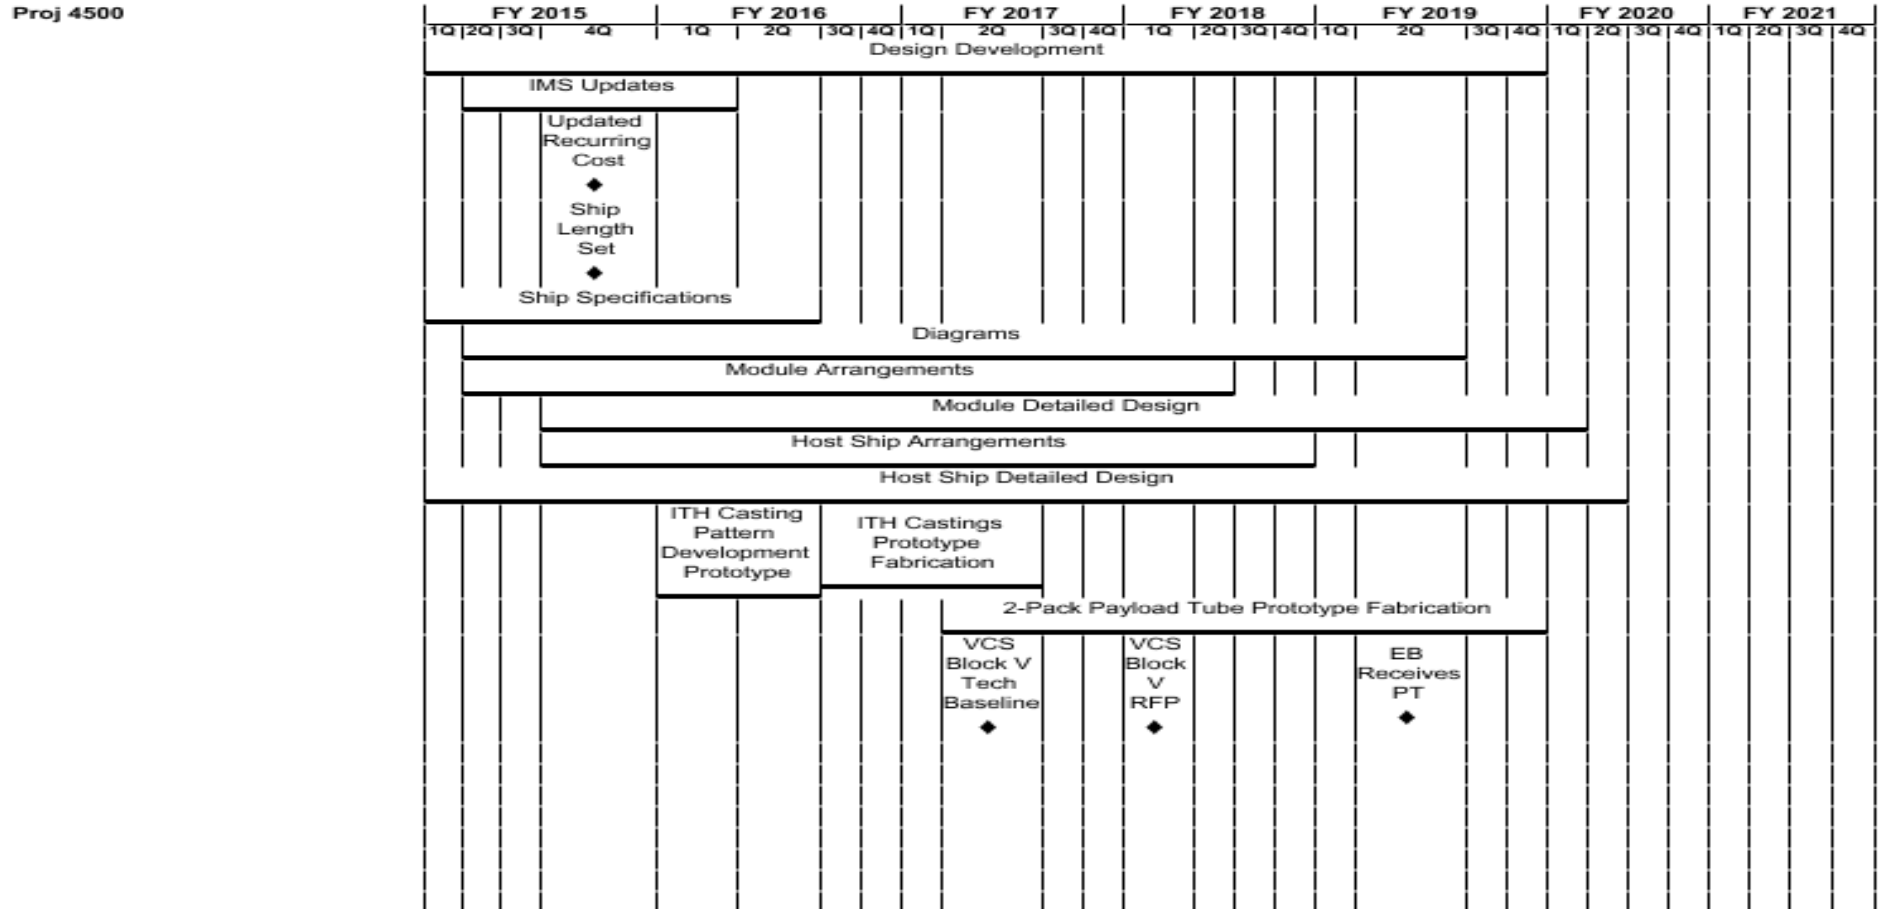 Proj 4500
FY 2015 FY 2016 FY 2017 FY 2018 FY 2019 FY 2020 FY 2021
1Q 2Q 3Q 4Q 1Q 2Q 3Q 4Q 1Q 2Q 3Q 4Q 1Q 2Q 3Q 4Q 1Q 2Q 3Q 4Q 1Q 2Q 3Q 4Q 1Q 2Q 3Q 4Q
Design Development
IMS Updates
Updated
Recurring
Cost
Ship
Length
Set
Ship Specifications
Diagrams
Module Arrangements
Module Detailed Design
Host Ship Arrangements
Host Ship Detailed Design
ITH Casting
Pattern
Development
Prototype
ITH Castings
Prototype
Fabrication
2-Pack Payload Tube Prototype Fabrication
VCS
Block V
Tech
Baseline
VCS
Block
V
RFP
EB
Receives
PT